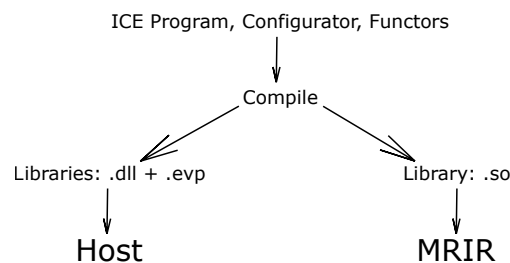 ICE Program, Configurator, Functors
Compile
Libraries: .dll + .evp
Library: .so
Host
MRIR